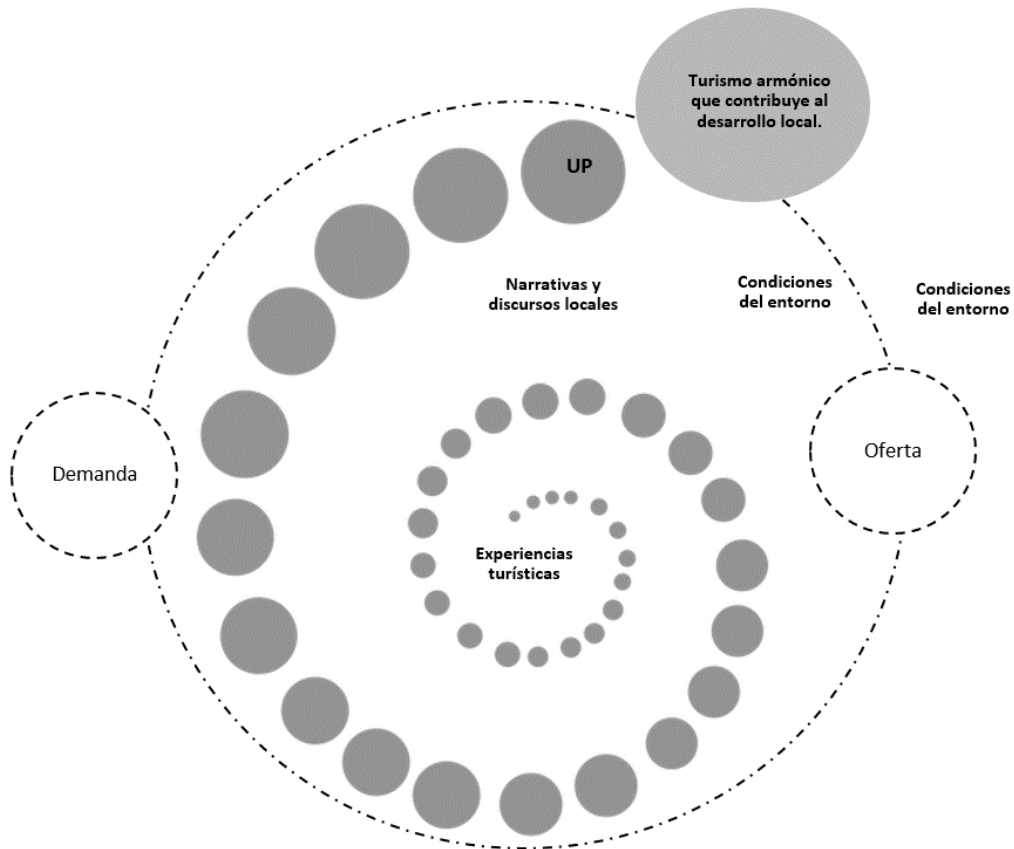 Turismo armónico
que contribuye al
desarrollo local.
UP
Narrativas y
discursos locales
Condiciones
del entorno
Condiciones
del entorno
Demanda
Oferta
Experiencias
turísticas